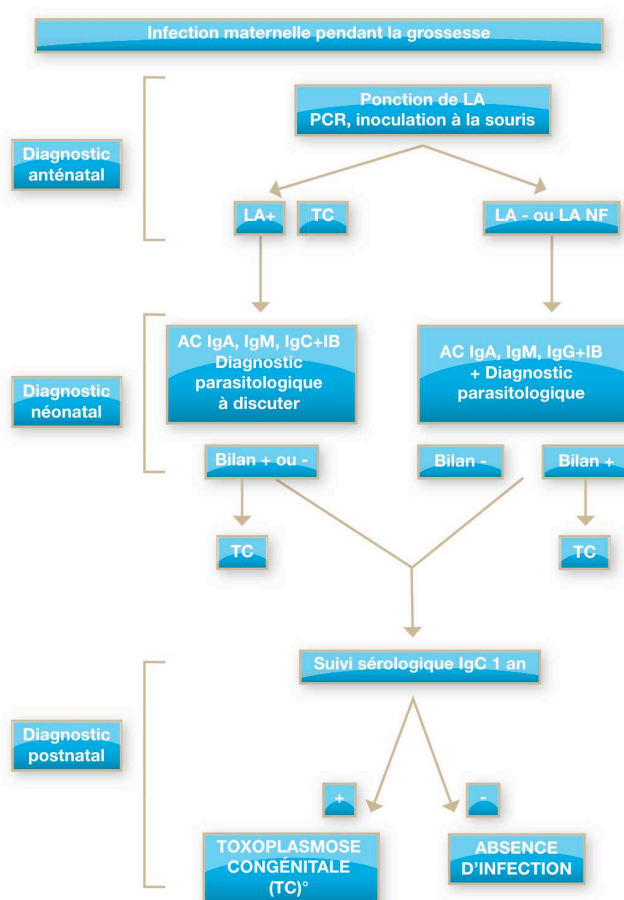 Infection maternelle pendant la grossesse
Ponction de LA
PCR, inoculation à la souris
Diagnostic
anténatal
LA+
TC
LA - ou LA NF
AC IgA, IgM, IgC+IB
Diagnostic
parasitologique
à discuter
AC IgA, IgM, IgG+IB
+ Diagnostic
parasitologique
Diagnostic
néonatal
Bilan + ou -
Bilan -
Bilan +
TC
TC
Suivi sérologique IgC 1 an
Diagnostic
postnatal
+
-
TOXOPLASMOSE
CONGÉNITALE
(TC)°
ABSENCE
D'INFECTION